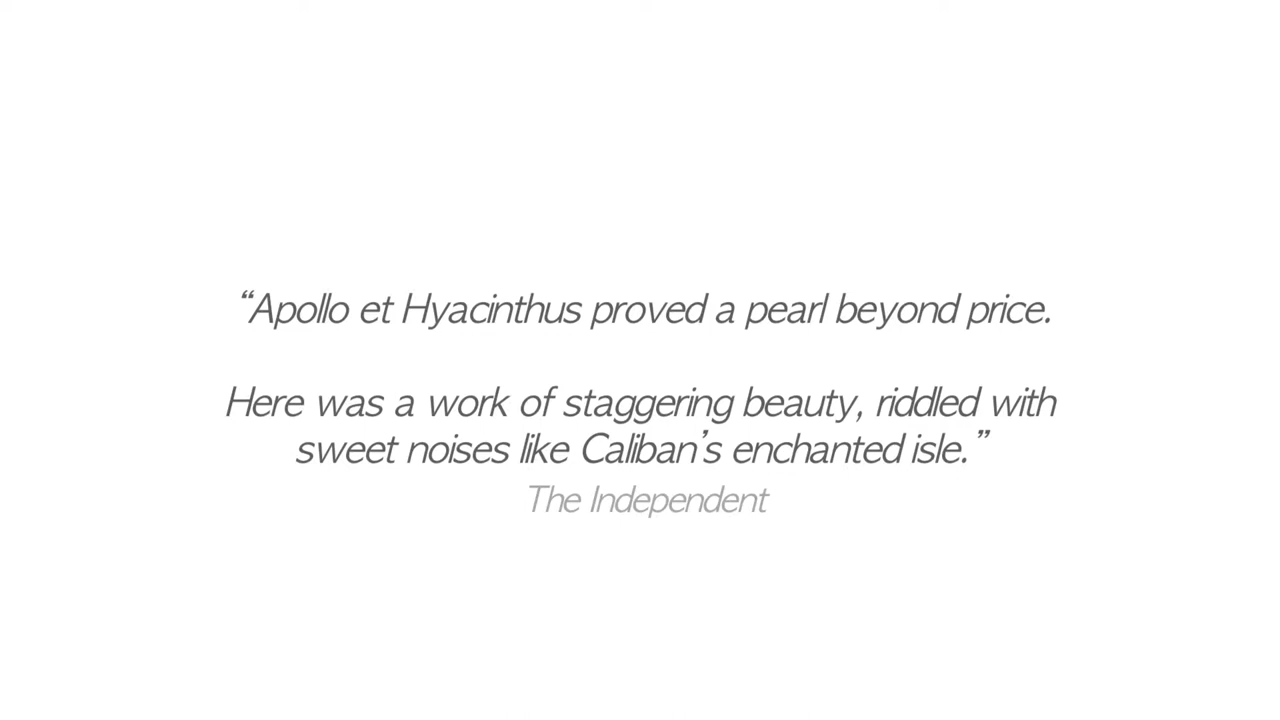 “Apollo et Hyacinthus proved a pearl beyond price.
Here was a work of staggering beauty, riddled with
sweet noises like Caliban’s enchanted isle.”
The Independent